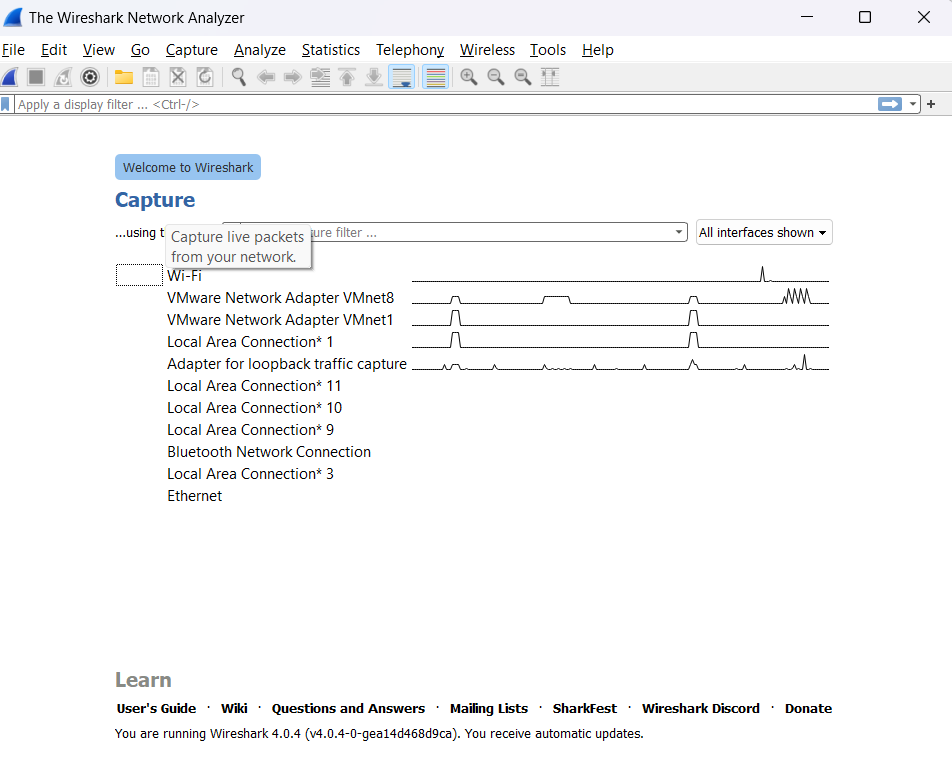 The Wireshark Network Analyzer
File Edit View Go Capture Analyze Statistics Telephony Wireless Tools Help
Apply a display filter ... <Ctrl-/>
Welcome to Wireshark
Capture
...using t ure filter ... All interfaces shown
Capture live packets
from your network.
Wi-Fi
VMware Network Adapter VMnet8
VMware Network Adapter VMnet1
Local Area Connection* 1
Adapter for loopback traffic capture
Local Area Connection* 11
Local Area Connection* 10
Local Area Connection* 9
Bluetooth Network Connection
Local Area Connection* 3
Ethernet
Learn
User's Guide · Wiki · Questions and Answers · Mailing Lists · SharkFest · Wireshark Discord · Donate
You are running Wireshark 4.0.4 (v4.0.4-0-gea14d468d9ca). You receive automatic updates.